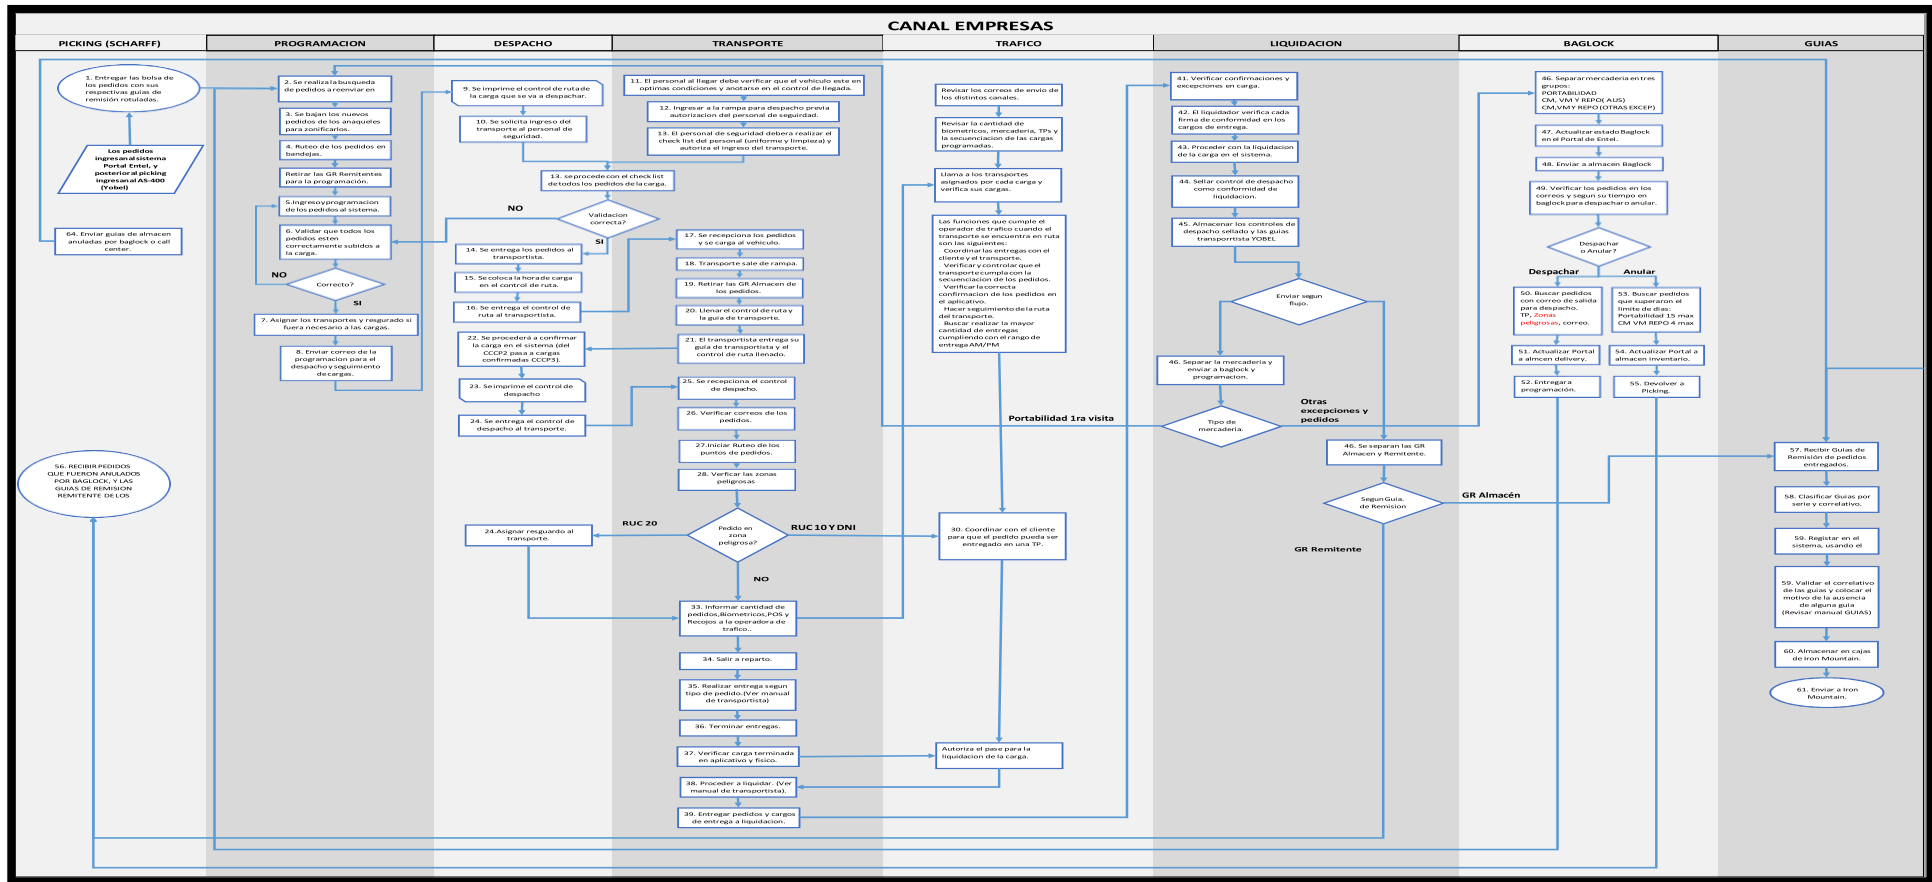 CANAL EMPRESAS
PICKING (SCHARFF)
PROGRAMACION
DESPACHO
TRANSPORTE
TRAFICO
LIQUIDACION
BAGLOCK
GUIAS
1. Entregar las bolsa de
los pedidos con sus
respectivas guias de
remisión rotuladas.
Los pedidos
ingresan al sistema
Portal Entel, y
posterior al picking
ingresan al AS-400
(Yobel)
64. Enviar guias de almacen
anuladas por baglock o call
center.
56. RECIBIR PEDIDOS
QUE FUERON ANULADOS
POR BAGLOCK, Y LAS
GUIAS DE REMISION
REMITENTE DE LOS
2. Se realiza la busqueda
de pedidos a reenviar en
3. Se bajan los nuevos
pedidos de los anaqueles
para zonificarlos.
4. Ruteo de los pedidos en
bandejas.
Retirar las GR Remitentes
para la programación.
5.Ingreso y programacion
de los pedidos al sistema.
6. Validar que todos los
pedidos esten
correctamente subidos a
la carga.
NO
Correcto?
SI
7. Asignar los transportes y resgurado si
fuera necesario a las cargas.
8. Enviar correo de la
programacion para el
despacho y seguimiento
de cargas.
9. Se imprime el control de ruta de
la carga que se va a despachar.
10. Se solicita ingreso del
transporte al personal de
seguridad.
11. El personal al llegar debe verificar que el vehiculo este en
optimas condiciones y anotarse en el control de llegada.
12. Ingresar a la rampa para despacho previa
autorizacion del personal de seguirdad.
13. El personal de seguridad debera realizar el
check list del personal (uniforme y limpieza) y
autoriza el ingreso del transporte.
13. se procede con el check list
de todos los pedidos de la carga.
NO
Validacion
correcta?
SI
14. Se entrega los pedidos al
transportista.
15. Se coloca la hora de carga
en el control de ruta.
16. Se entrega el control de
ruta al transportista.
17. Se recepciona los pedidos
y se carga al vehiculo.
18. Transporte sale de rampa.
19. Retirar las GR Almacen de
los pedidos.
20. Llenar el control de ruta y
la guia de transporte.
21. El transportista entrega su
guía de transportista y el
control de ruta llenado.
22. Se procederá a confirmar
la carga en el sistema (del
CCCP2 pasa a cargas
confirmadas CCCP3).
23. Se imprime el control de
despacho
24. Se entrega el control de
despacho al transporte.
25. Se recepciona el control
de despacho.
26. Verificar correos de los
pedidos.
27.Iniciar Ruteo de los
puntos de pedidos.
28. Verficar las zonas
peligrosas
RUC 20
Pedido en
zona
peligrosa?
RUC 10 Y DNI
NO
24.Asignar resguardo al
transporte.
33. Informar cantidad de
pedidos,Biometricos,POS y
Recojos a la operadora de
trafico..
34. Salir a reparto.
35. Realizar entrega segun
tipo de pedido.(Ver manual
de transportista)
36. Terminar entregas.
37. Verificar carga terminada
en aplicativo y fisico.
38. Proceder a liquidar. (Ver
manual de transportista).
39. Entregar pedidos y cargos
de entrega a liquidacion.
Revisar los correos de envio de
los distintos canales.
Revisar la cantidad de
biometricos, mercaderia, TPs y
la secuenciacion de las cargas
programadas.
Llama a los transportes
asignados por cada carga y
verifica sus cargas.
Las funciones que cumple el
operador de trafico cuando el
transporte se encuentra en ruta
son las siguientes:
· Coordinar las entregas con el
cliente y el transporte.
· Verificar y controlar que el
transporte cumpla con la
secuenciacion de los pedidos.
· Verificar la correcta
confirmacion de los pedidos en
el aplicativo.
· Hacer seguimiento de la ruta
del transporte.
· Buscar realizar la mayor
cantidad de entregas
cumpliendo con el rango de
entrega AM/PM
30. Coordinar con el cliente
para que el pedido pueda ser
entregado en una TP.
Autoriza el pase para la
liquidacion de la carga.
41. Verificar confirmaciones y
excepciones en carga.
42. El liquidador verifica cada
firma de conformidad en los
cargos de entrega.
43. Proceder con la liquidacion
de la carga en el sistema.
44. Sellar control de despacho
como conformidad de
liquidacion.
45. Almacenar los controles de
despacho sellado y las guias
transporrtista YOBEL
Enviar segun
flujo.
46. Separar la mercaderia y
enviar a baglock y
programacion.
Portabilidad 1ra visita
Tipo de
mercaderia.
Otras
excepciones y
pedidos
46. Se separan las GR
Almacen y Remitente.
Segun Guia.
de Remision
GR Almacén
GR Remitente
46. Separar mercaderia en tres
grupos:
PORTABILIDAD
CM, VM Y REPO( AUS)
CM,VM Y REPO (OTRAS EXCEP)
47. Actualizar estado Baglock
en el Portal de Entel.
48. Enviar a almacen Baglock
49. Verificar los pedidos en los
correos y segun su tiempo en
baglock para despachar o anular.
Despachar
o Anular?
Despachar
Anular
50. Buscar pedidos
con correo de salida
para despacho.
TP, Zonas
peligrosas, correo.
51. Actualizar Portal
a almcen delivery.
52. Entregar a
programación.
53. Buscar pedidos
que superaron el
limite de dias:
Portabilidad 15 max
CM VM REPO 4 max
54. Actualizar Portal a
almacen inventario.
55. Devolver a
Picking.
57. Recibir Guias de
Remisión de pedidos
entregados.
58. Clasificar Guias por
serie y correlativo.
59. Registar en el
sistema, usando el
59. Validar el correlativo
de las guias y colocar el
motivo de la ausencia
de alguna guia
(Revisar manual GUIAS)
60. Almacenar en cajas
de Iron Mountain.
61. Enviar a Iron
Mountain.